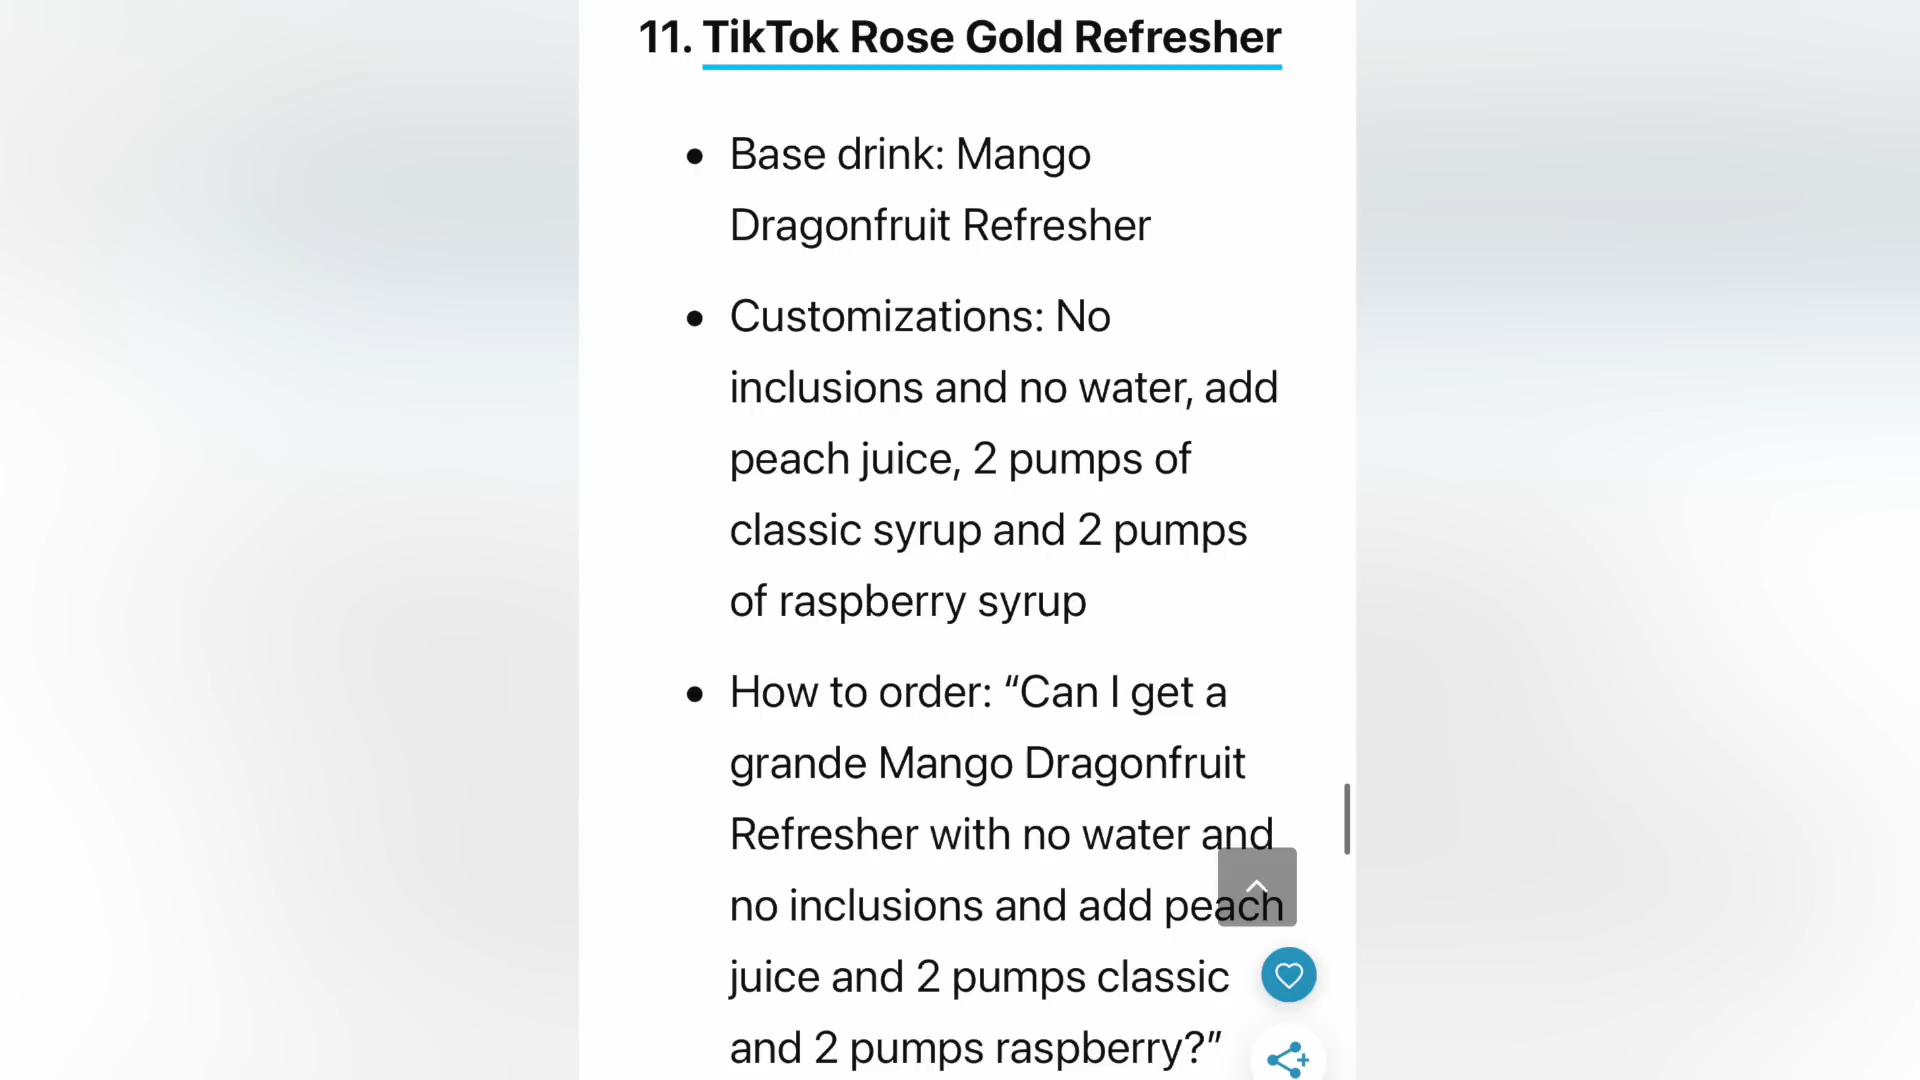 11. TikTok Rose Gold Refresher
• Base drink: Mango
Dragonfruit Refresher
• Customizations: No
inclusions and no water, add
peach juice, 2 pumps of
classic syrup and 2 pumps
of raspberry syrup
• How to order: “Can I get a
grande Mango Dragonfruit
Refresher with no water and
no inclusions and add peach
juice and 2 pumps classic
and 2 pumps raspberry?”